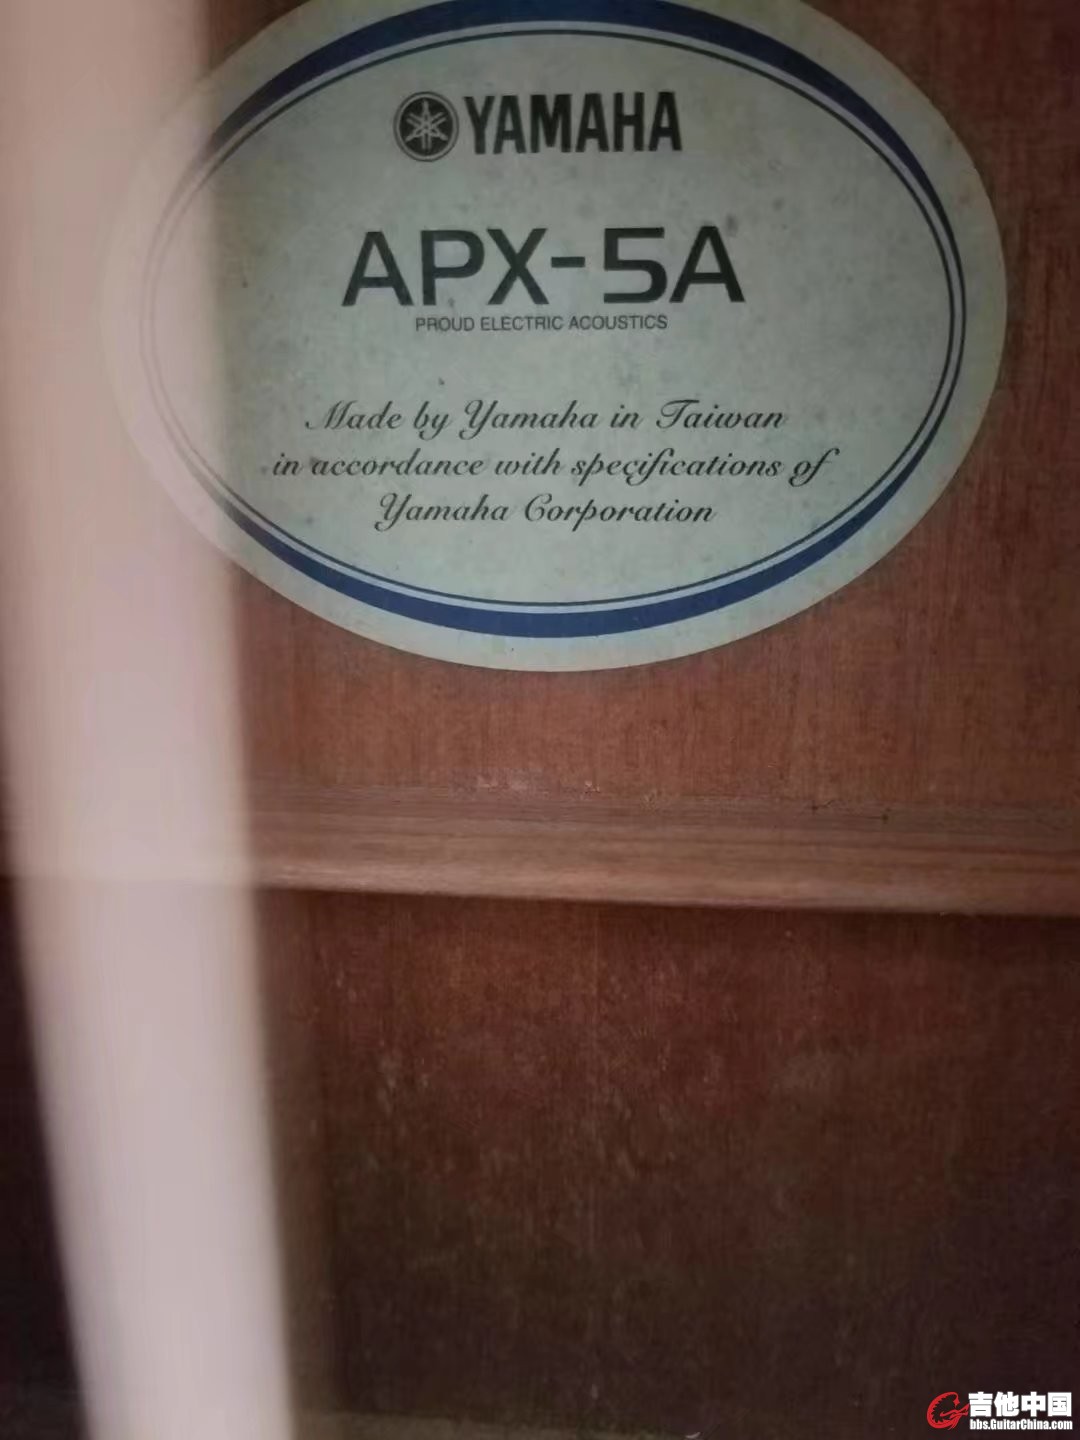 YAMAHA
APX-5A
PROUD ELECTRIC ACOUSTICS
Made by Yamaha in Taiwan
in accordance with specifications of
Yamaha Corporation
吉他中国
bbs.GuitarChina.com